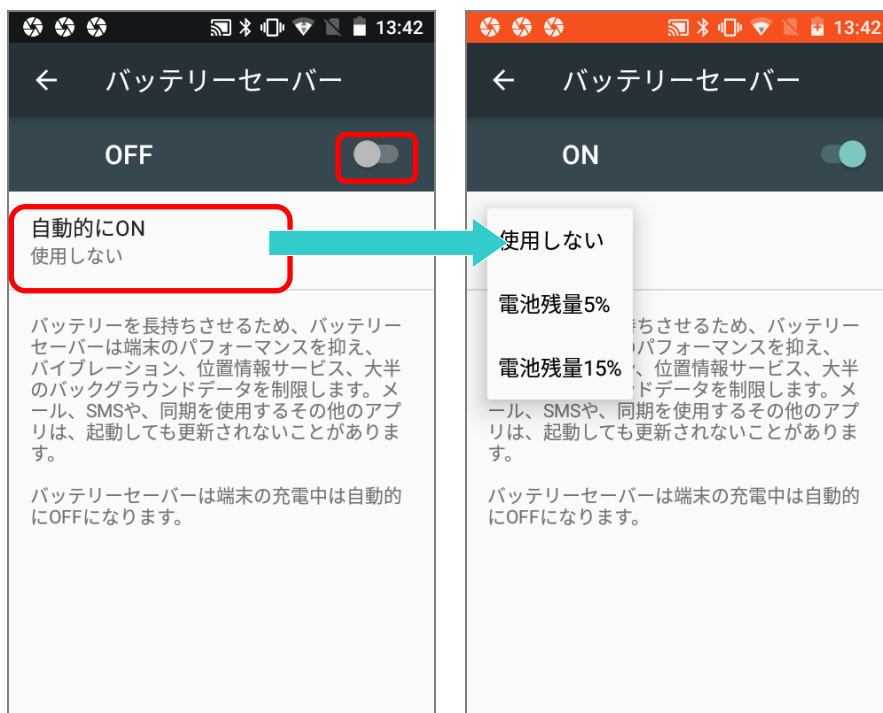 13:42
バッテリーセーバー
OFF
自動的にON
使用しない
バッテリーを長持ちさせるため、バッテリー
セーバーは端末のパフォーマンスを抑え、
バイブレーション、位置情報サービス、大半
のバックグラウンドデータを制限します。メ
ール、SMSや、同期を使用するその他のアプ
リは、起動しても更新されないことがありま
す。
バッテリーセーバーは端末の充電中は自動的
にOFFになります。
13:42
バッテリーセーバー
ON
使用しない
電池残量5%
電池残量15%
ちさせるため、バッテリー
パフォーマンスを抑え、
、位置情報サービス、大半
ドデータを制限します。メ
ール、SMSや、同期を使用するその他のアプ
リは、起動しても更新されないことがありま
す。
バッテリーセーバーは端末の充電中は自動的
にOFFになります。